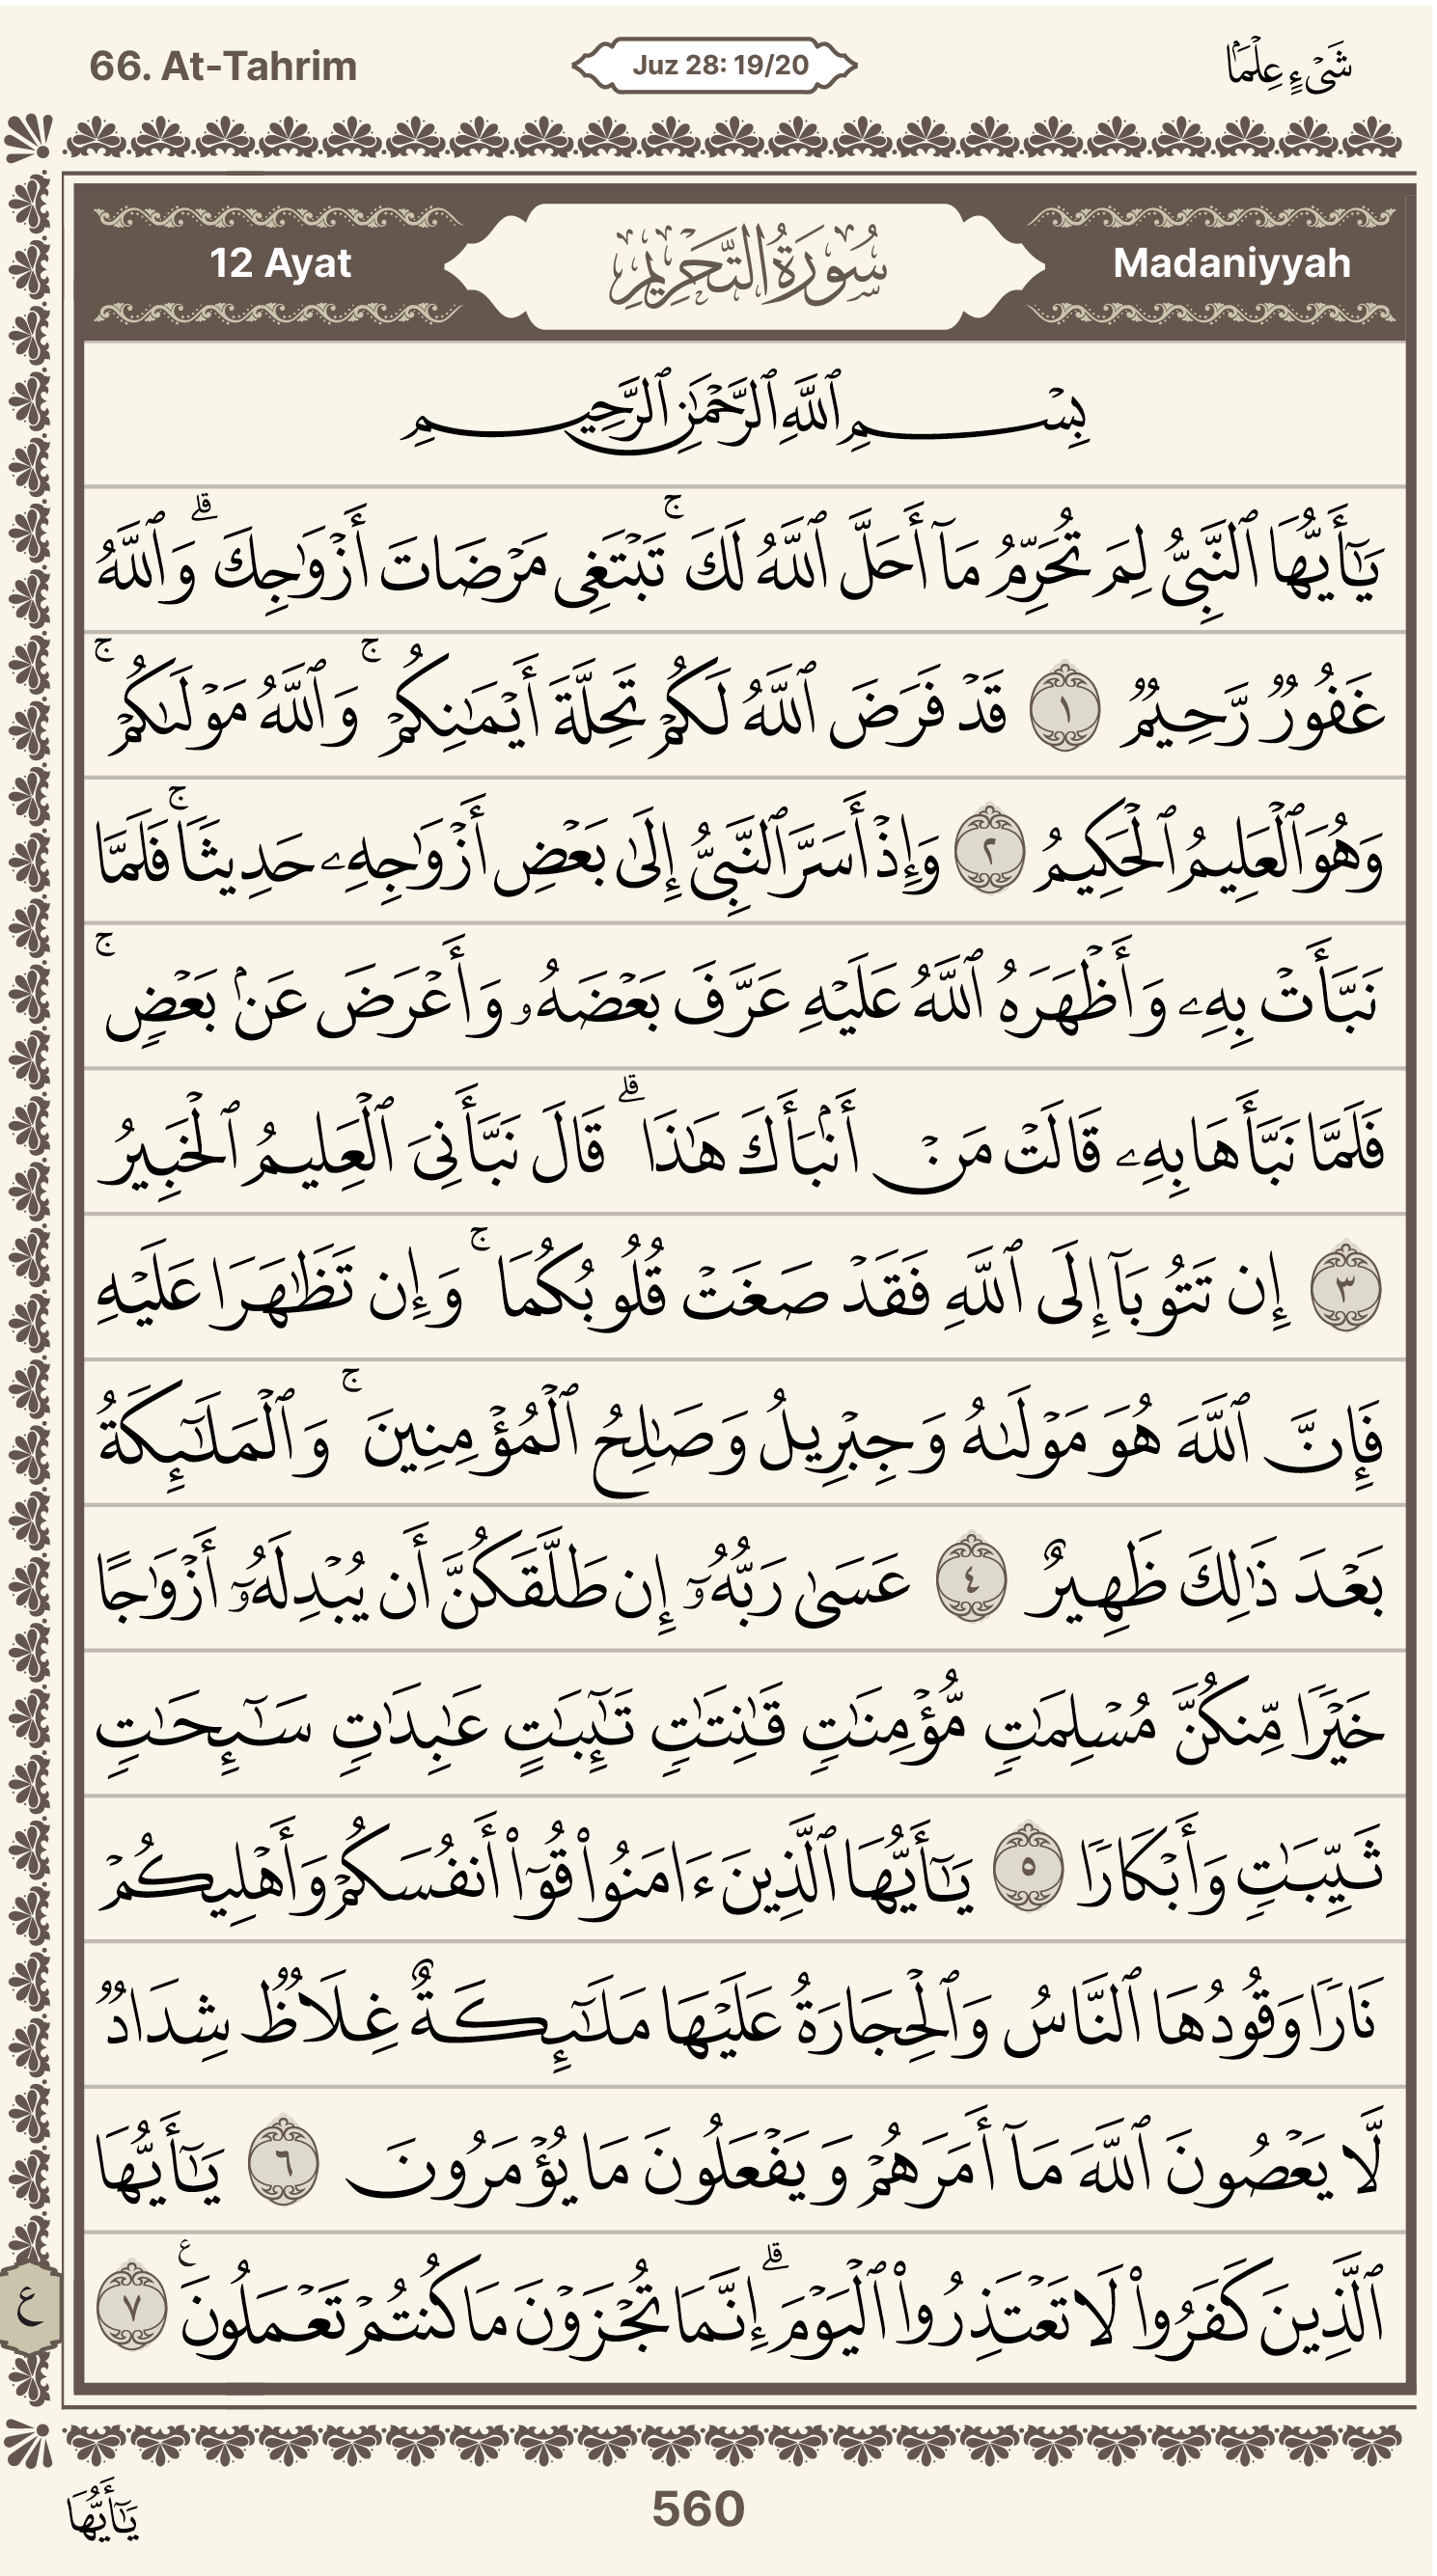 66. At-Tahrim
Juz 28: 19/20
شَىْءٍ عِلْمًۢا
12 Ayat
سُورَةُ التَّحْرِيمِ
Madaniyyah
بِسْمِ ٱللَّهِ ٱلرَّحْمَٰنِ ٱلرَّحِيمِ
يَٰٓأَيُّهَا ٱلنَّبِىُّ لِمَ تُحَرِّمُ مَآ أَحَلَّ ٱللَّهُ لَكَ ۖ تَبْتَغِى مَرْضَاتَ أَزْوَٰجِكَ ۗ وَٱللَّهُ
غَفُورٌ رَّحِيمٌ ١ قَدْ فَرَضَ ٱللَّهُ لَكُمْ تَحِلَّةَ أَيْمَٰنِكُمْ ۚ وَٱللَّهُ مَوْلَىٰكُمْ ۚ
وَهُوَ ٱلْعَلِيمُ ٱلْحَكِيمُ ٢ وَإِذْ أَسَرَّ ٱلنَّبِىُّ إِلَىٰ بَعْضِ أَزْوَٰجِهِۦ حَدِيثًا ۚ فَلَمَّا
نَبَّأَتْ بِهِۦ وَأَظْهَرَهُ ٱللَّهُ عَلَيْهِ عَرَّفَ بَعْضَهُۥ وَأَعْرَضَ عَنۢ بَعْضٍ ۚ
فَلَمَّا نَبَّأَهَا بِهِۦ قَالَتْ مَنْ أَنۢبَأَكَ هَٰذَا ۗ قَالَ نَبَّأَنِىَ ٱلْعَلِيمُ ٱلْخَبِيرُ
٣ إِن تَتُوبَآ إِلَى ٱللَّهِ فَقَدْ صَغَتْ قُلُوبُكُمَا ۚ وَإِن تَظَٰهَرَا عَلَيْهِ
فَإِنَّ ٱللَّهَ هُوَ مَوْلَىٰهُ وَجِبْرِيلُ وَصَٰلِحُ ٱلْمُؤْمِنِينَ ۚ وَٱلْمَلَٰٓئِكَةُ
بَعْدَ ذَٰلِكَ ظَهِيرٌ ٤ عَسَىٰ رَبُّهُۥٓ إِن طَلَّقَكُنَّ أَن يُبْدِلَهُۥٓ أَزْوَٰجًا
خَيْرًا مِّنكُنَّ مُسْلِمَٰتٍ مُّؤْمِنَٰتٍ قَٰنِتَٰتٍ تَٰٓئِبَٰتٍ عَٰبِدَٰتٍ سَٰٓئِحَٰتٍ
ثَيِّبَٰتٍ وَأَبْكَارًا ٥ يَٰٓأَيُّهَا ٱلَّذِينَ ءَامَنُوا۟ قُوٓا۟ أَنفُسَكُمْ وَأَهْلِيكُمْ
نَارًا وَقُودُهَا ٱلنَّاسُ وَٱلْحِجَارَةُ عَلَيْهَا مَلَٰٓئِكَةٌ غِلَاظٌ شِدَادٌ
لَّا يَعْصُونَ ٱللَّهَ مَآ أَمَرَهُمْ وَيَفْعَلُونَ مَا يُؤْمَرُونَ ٦ يَٰٓأَيُّهَا
ٱلَّذِينَ كَفَرُوا۟ لَا تَعْتَذِرُوا۟ ٱلْيَوْمَ ۗ إِنَّمَا تُجْزَوْنَ مَا كُنتُمْ تَعْمَلُونَ ع ٧
ع
560
يَٰٓأَيُّهَا